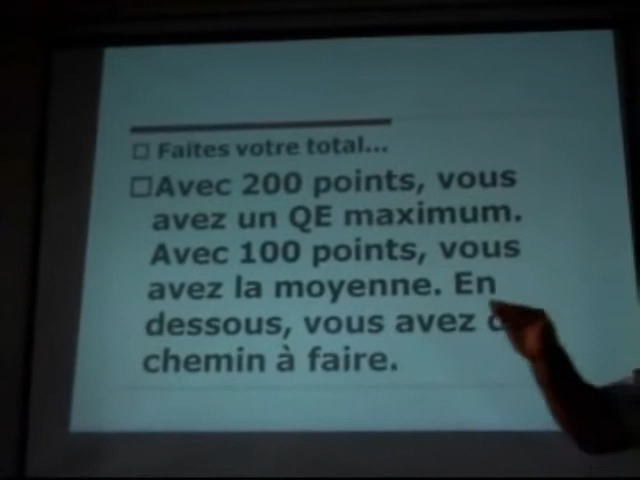 Faites votre total...
Avec 200 points, vous
avez un QE maximum.
Avec 100 points, vous
avez la moyenne. En
dessous, vous avez
chemin à faire.